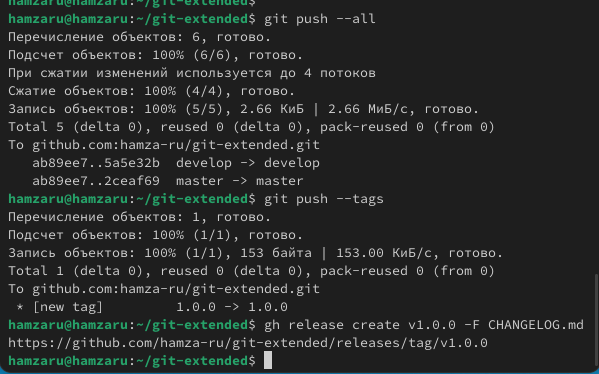 hamzaru@hamzaru:~/git-extended$
hamzaru@hamzaru:~/git-extended$ git push --all
Перечисление объектов: 6, готово.
Подсчет объектов: 100% (6/6), готово.
При сжатии изменений используется до 4 потоков
Сжатие объектов: 100% (4/4), готово.
Запись объектов: 100% (5/5), 2.66 КиБ | 2.66 МиБ/с, готово.
Total 5 (delta 0), reused 0 (delta 0), pack-reused 0 (from 0)
To github.com:hamza-ru/git-extended.git
   ab89ee7..5a5e32b  develop -> develop
   ab89ee7..2ceaf69  master -> master
hamzaru@hamzaru:~/git-extended$ git push --tags
Перечисление объектов: 1, готово.
Подсчет объектов: 100% (1/1), готово.
Запись объектов: 100% (1/1), 153 байта | 153.00 КиБ/с, готово.
Total 1 (delta 0), reused 0 (delta 0), pack-reused 0 (from 0)
To github.com:hamza-ru/git-extended.git
 * [new tag]         1.0.0 -> 1.0.0
hamzaru@hamzaru:~/git-extended$ gh release create v1.0.0 -F CHANGELOG.md
https://github.com/hamza-ru/git-extended/releases/tag/v1.0.0
hamzaru@hamzaru:~/git-extended$